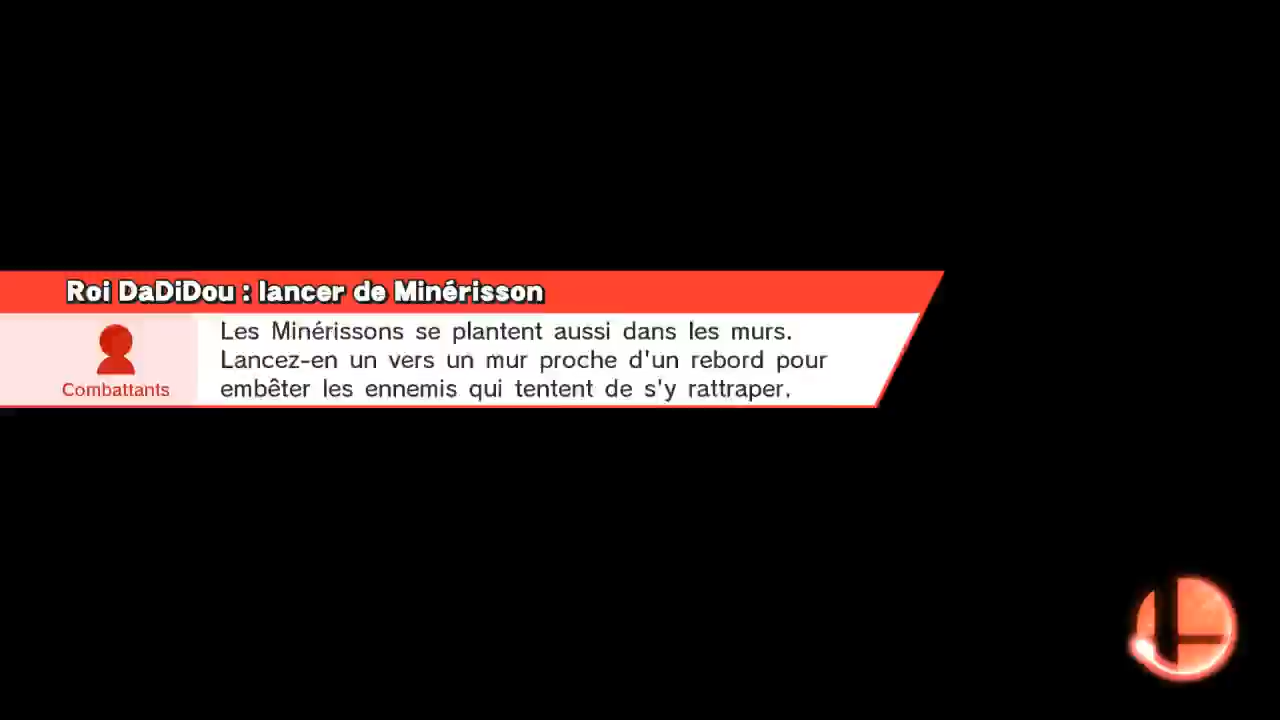 Roi DaDiDou : lancer de Minérisson
Les Minérissons se plantent aussi dans les murs.
Lancez-en un vers un mur proche d'un rebord pour
embêter les ennemis qui tentent de s'y rattraper.
Combattants